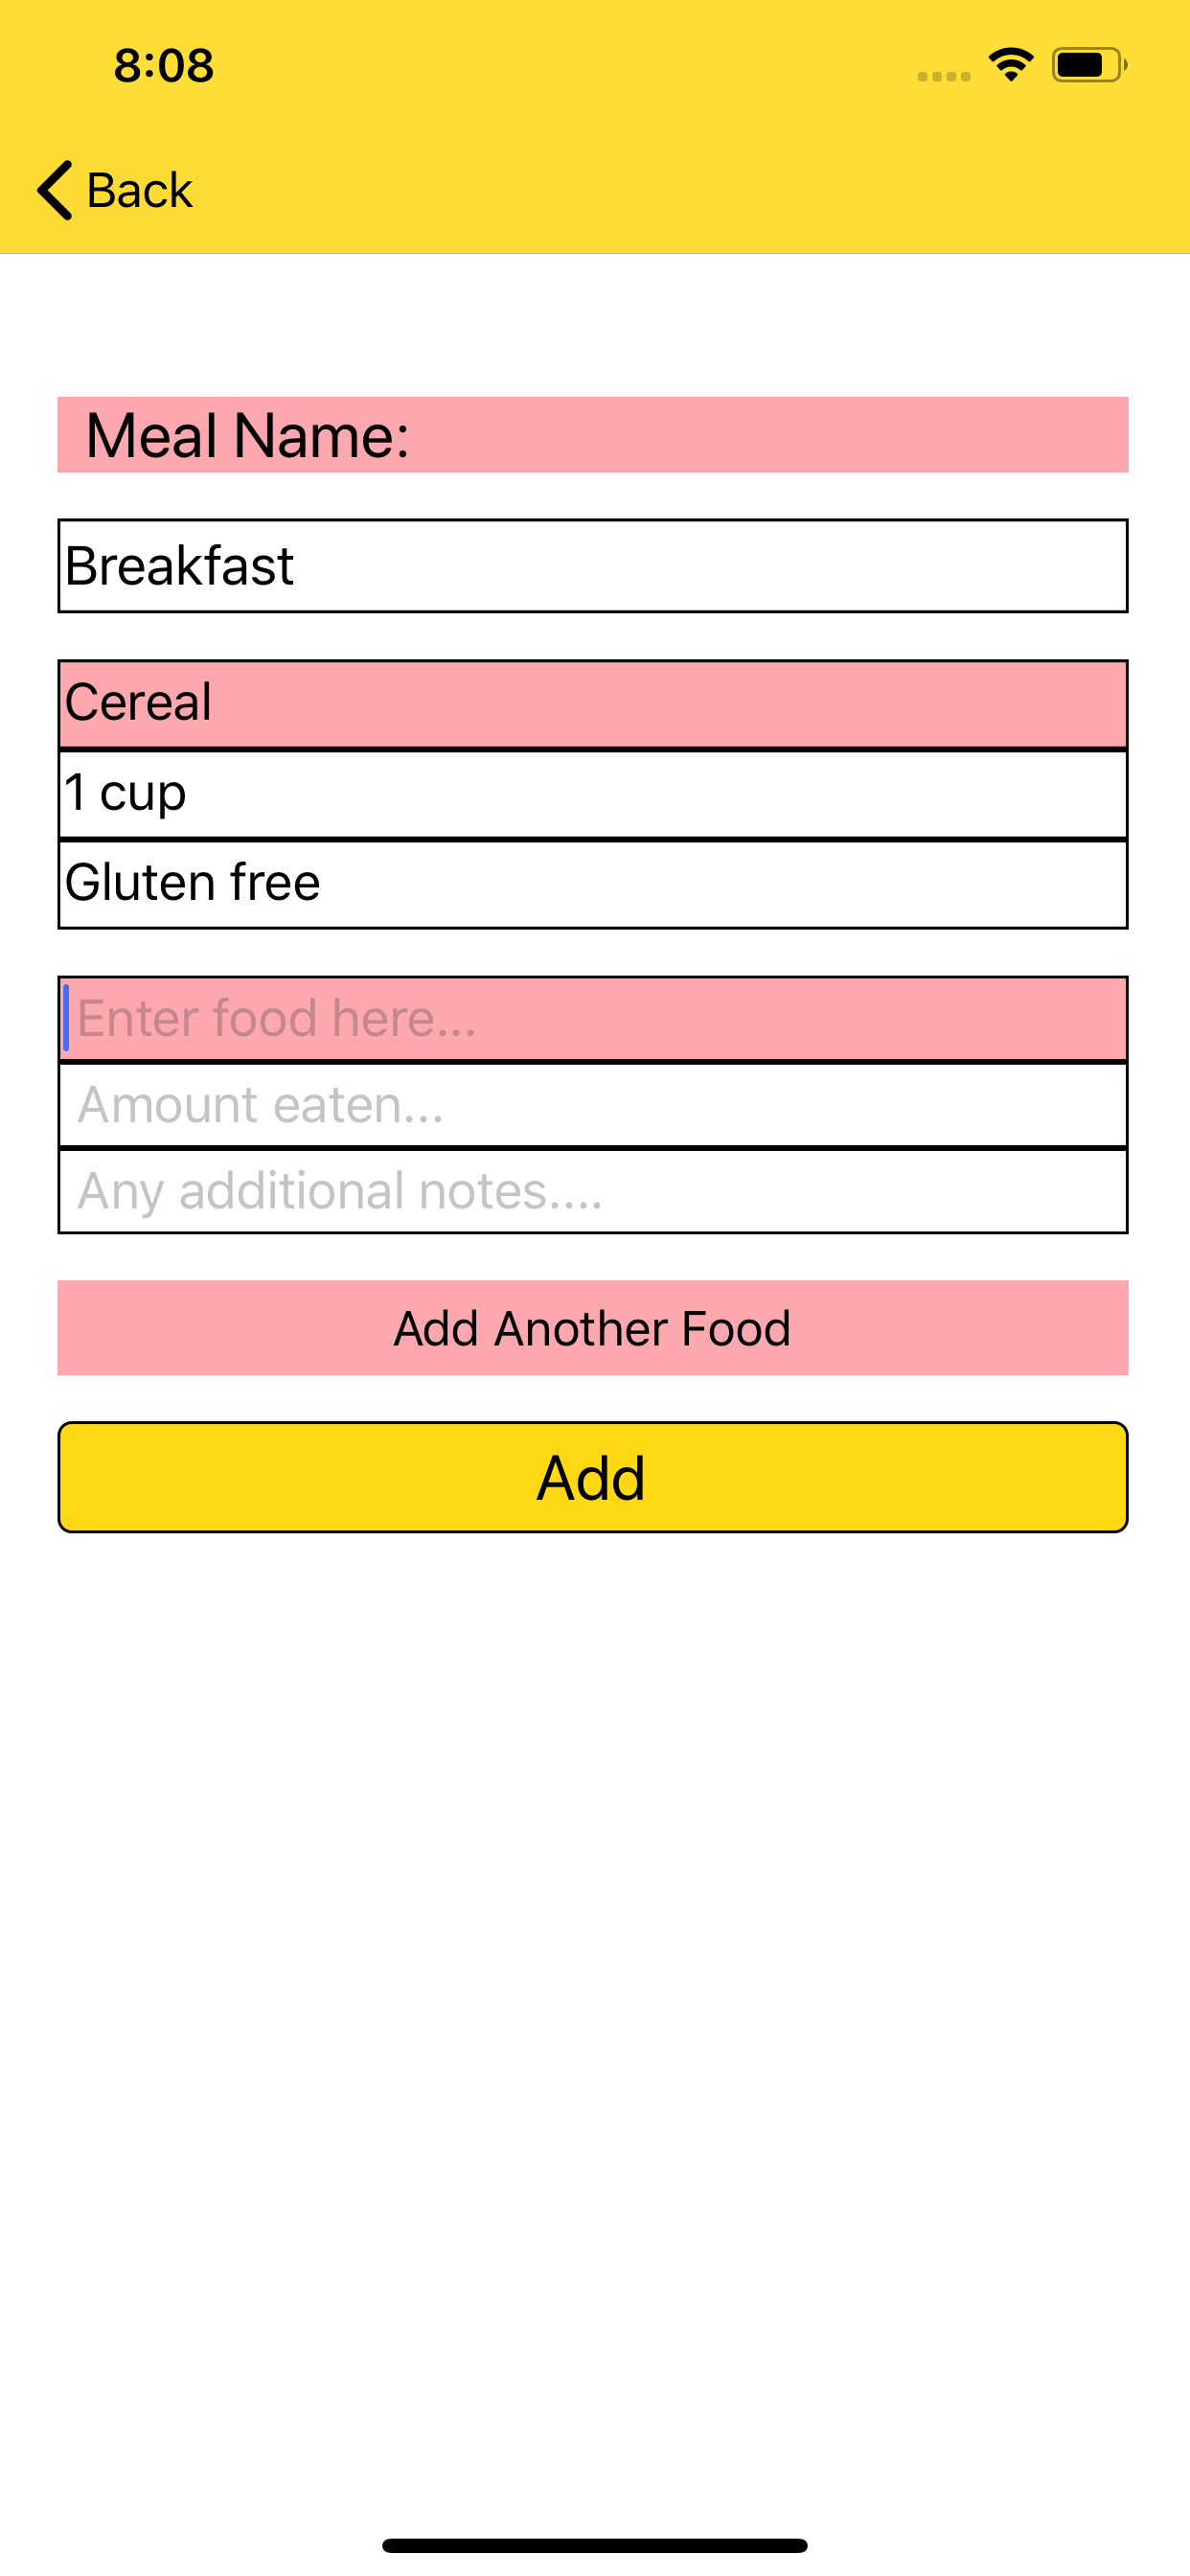 8:08
Back
Meal Name:
Breakfast
Cereal
1 cup
Gluten free
Enter food here...
Amount eaten...
Any additional notes....
Add Another Food
Add